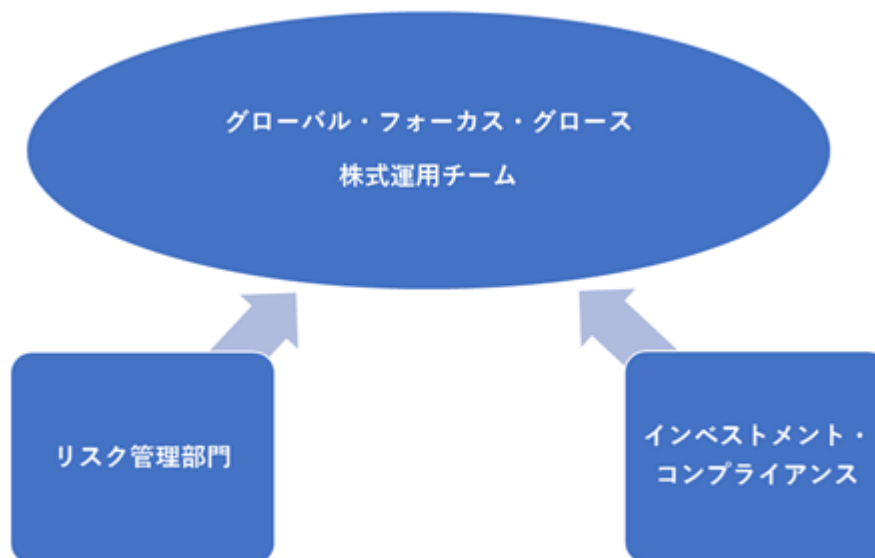 グローバル・フォーカス・グロース
株式運用チーム
リスク管理部門
インベストメント・
コンプライアンス